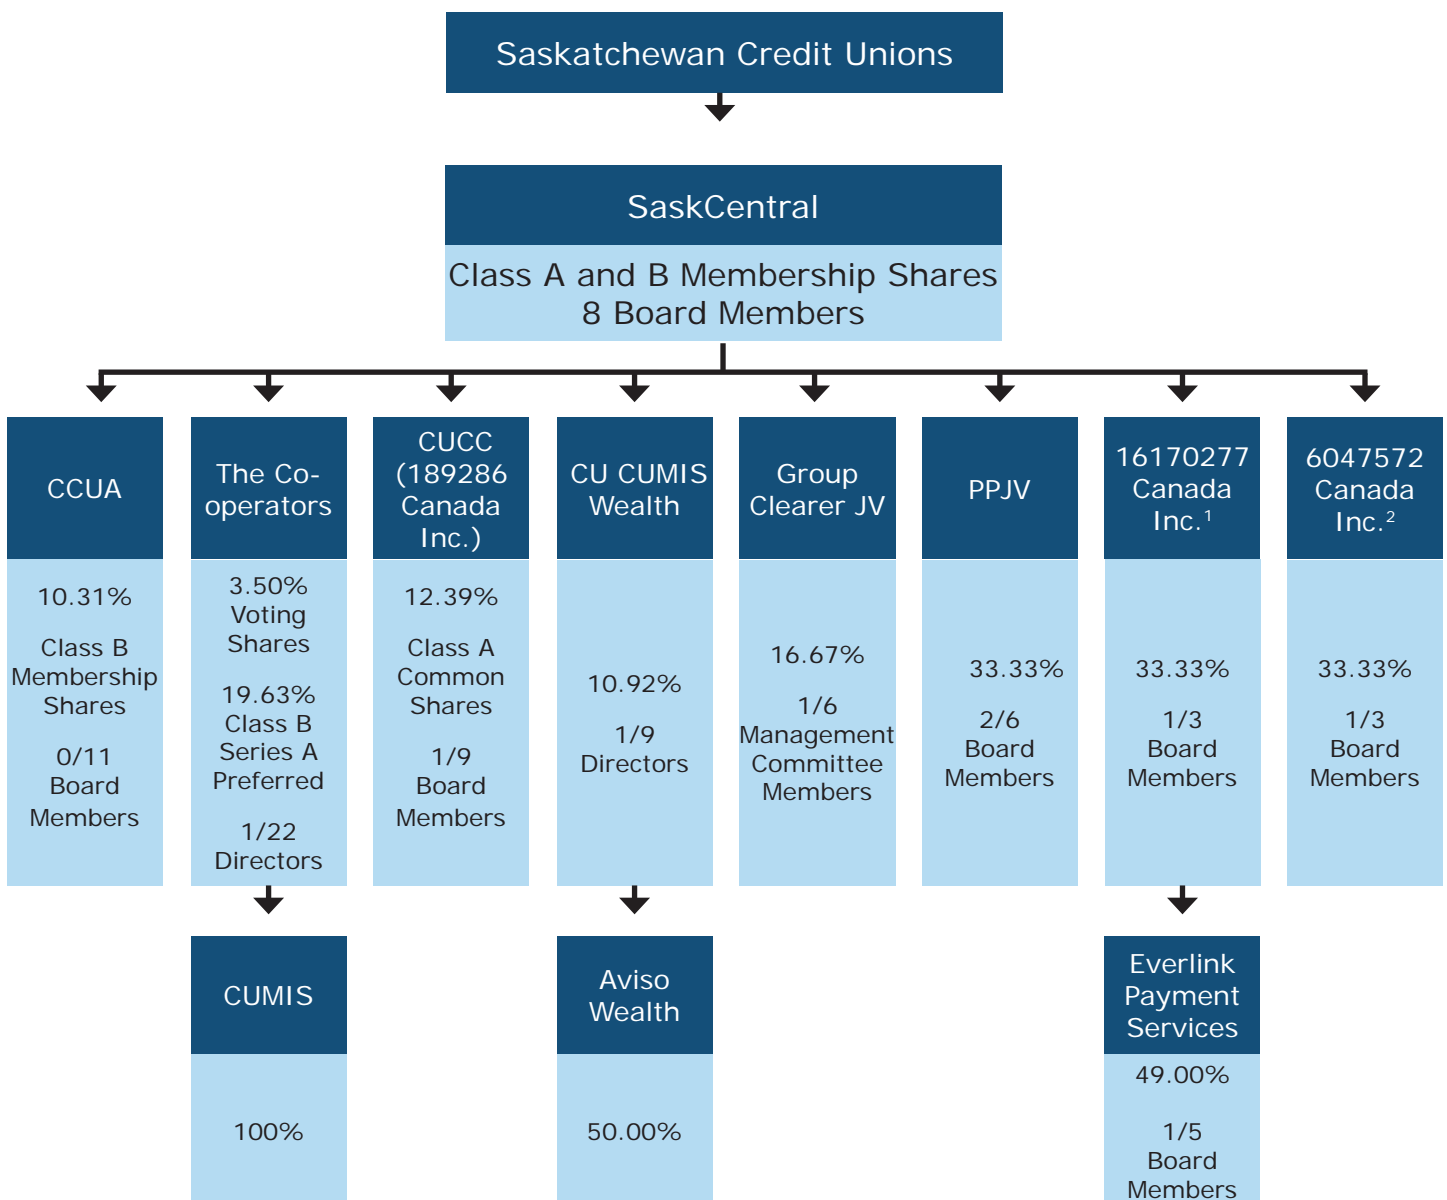 Saskatchewan Credit Unions
SaskCentral
Class A and B Membership Shares
8 Board Members
CCUA
10.31%
Class B
Membership
Shares
0/11
Board
Members
The Co-
operators
3.50%
Voting
Shares
19.63%
Class B
Series A
Preferred
1/22
Directors
CUCC
(189286
Canada
Inc.)
12.39%
Class A
Common
Shares
1/9
Board
Members
CU CUMIS
Wealth
10.92%
1/9
Directors
Group
Clearer JV
16.67%
1/6
Management
Committee
Members
PPJV
33.33%
2/6
Board
Members
16170277
Canada
Inc.¹
33.33%
1/3
Board
Members
6047572
Canada
Inc.²
33.33%
1/3
Board
Members
CUMIS
100%
Aviso
Wealth
50.00%
Everlink
Payment
Services
49.00%
1/5
Board
Members